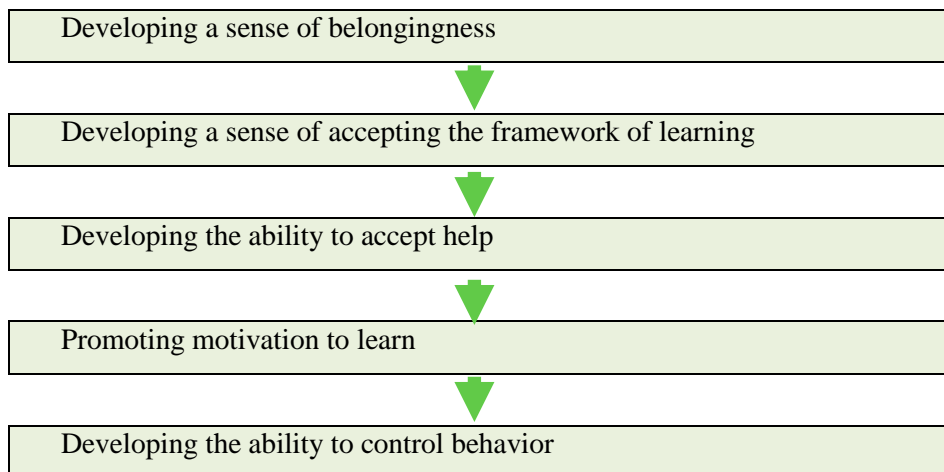 Developing a sense of belongingness
Developing a sense of accepting the framework of learning
Developing the ability to accept help
Promoting motivation to learn
Developing the ability to control behavior